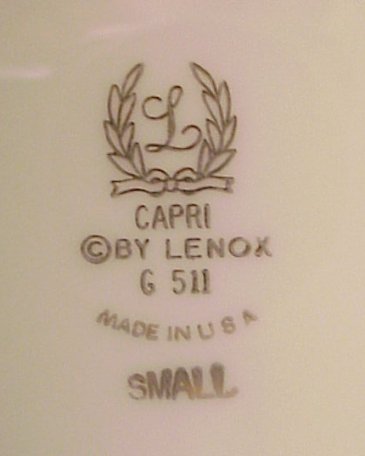 L
CAPRI
©BY LENOX
G 511
MADE IN U S A
SMALL